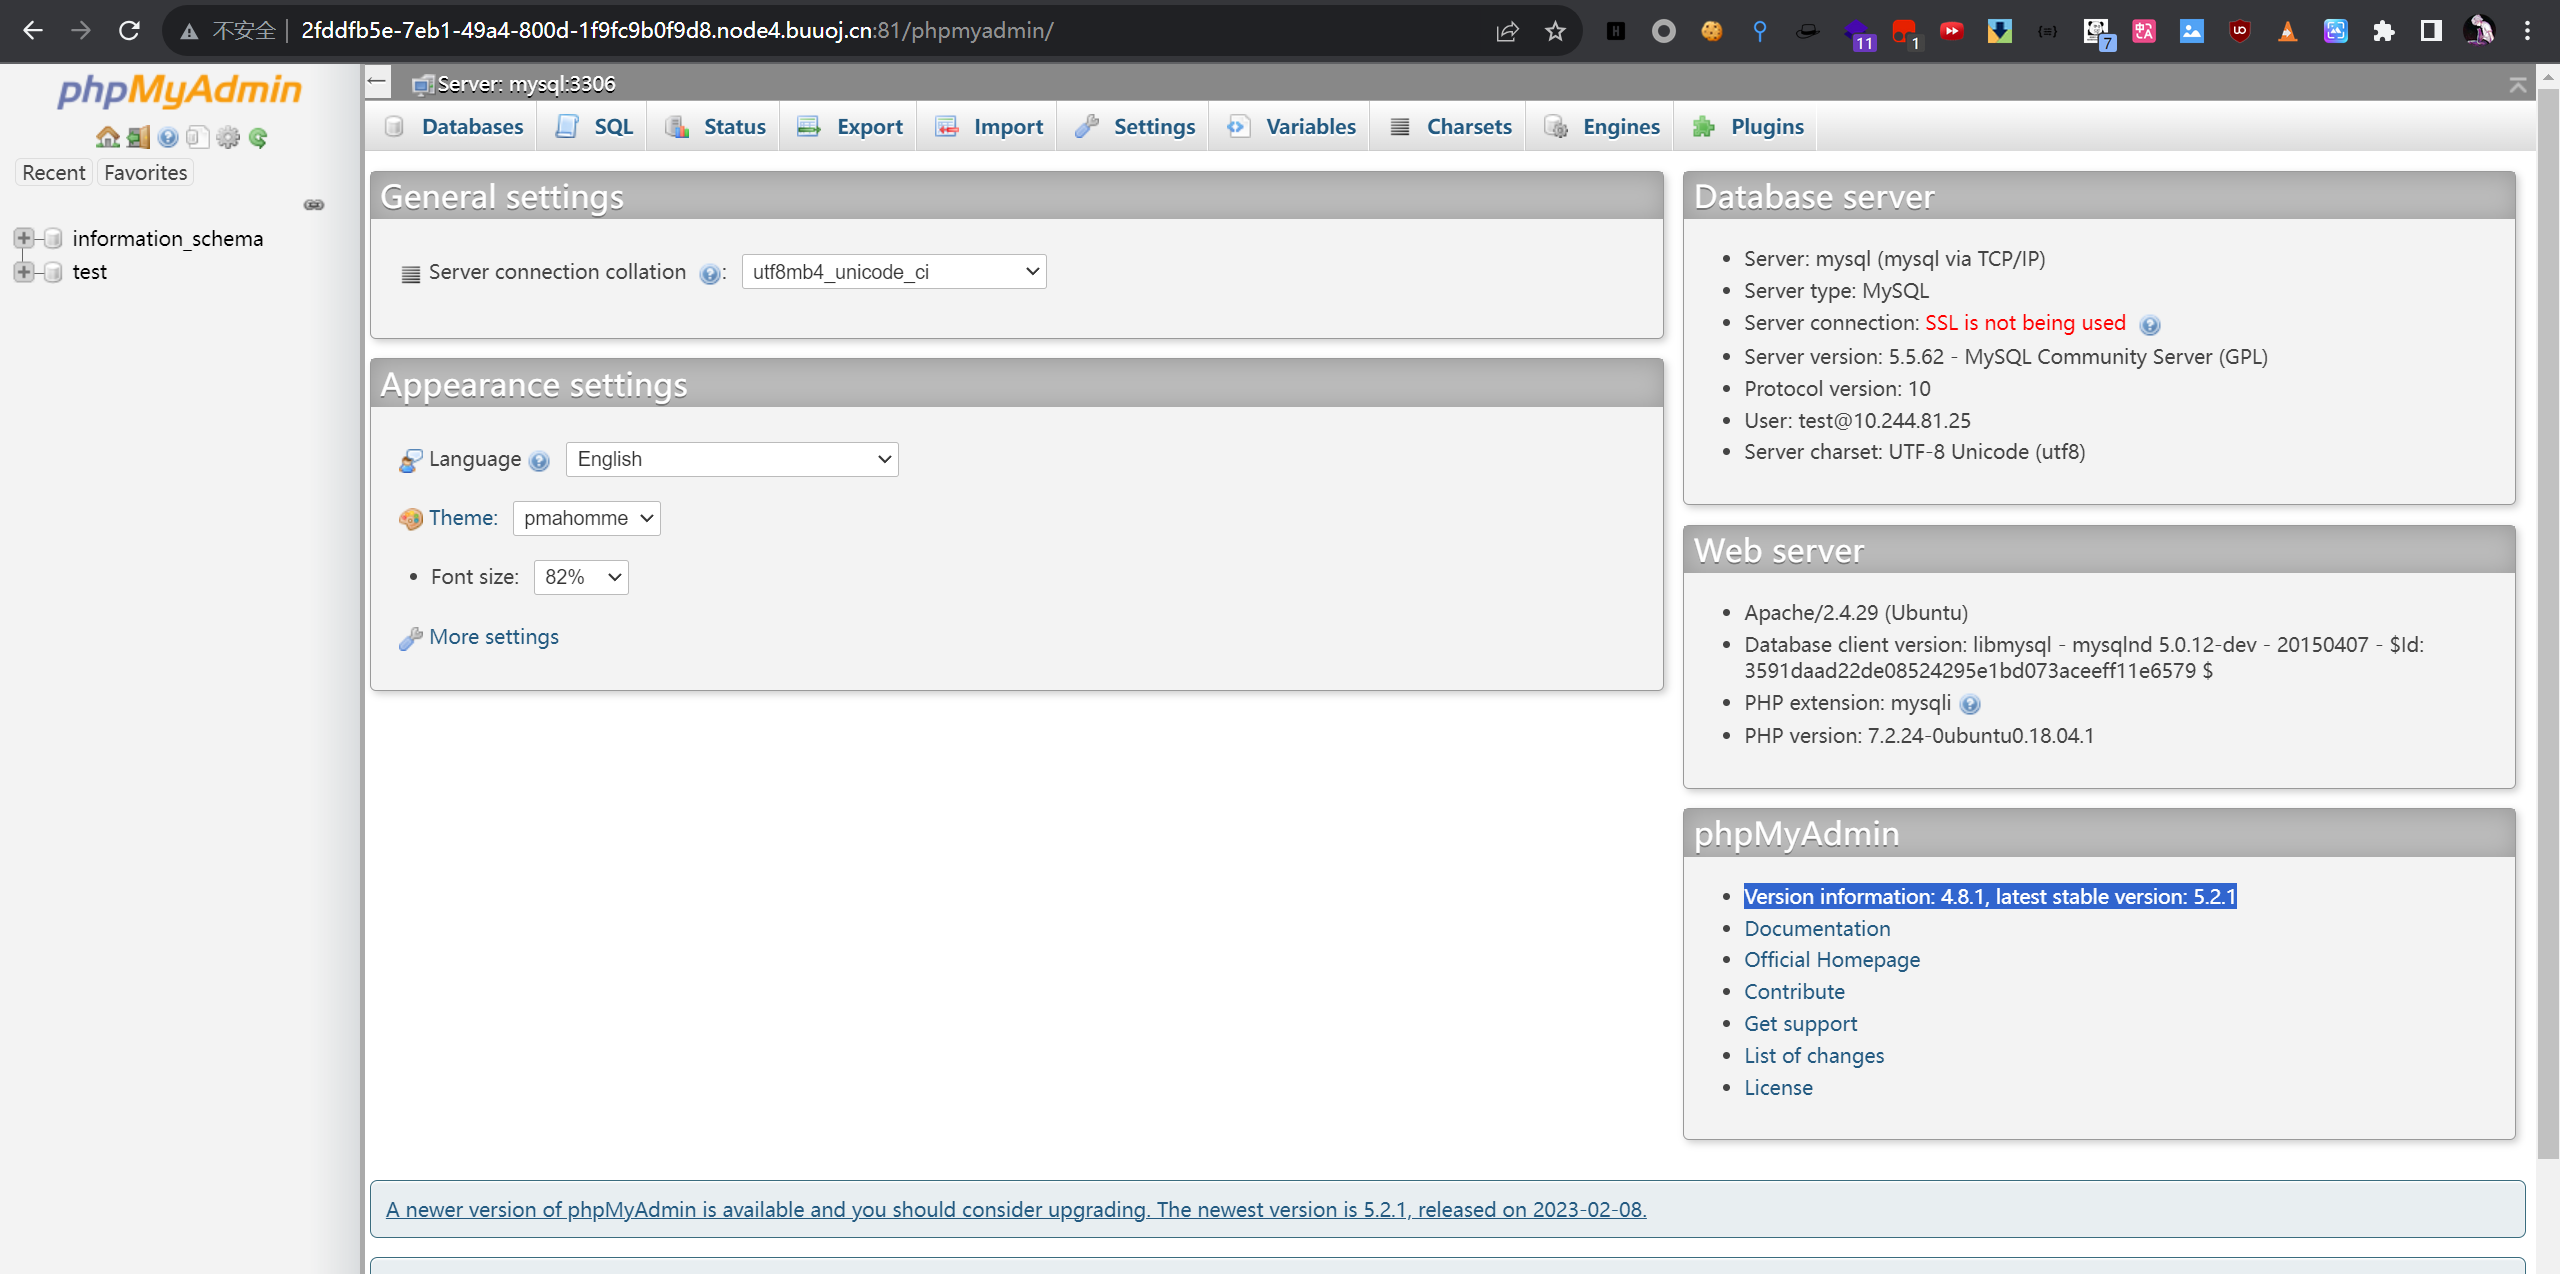 不安全 2fddfb5e-7eb1-49a4-800d-1f9fc9b0f9d8.node4.buuoj.cn:81/phpmyadmin/
11 1 7
phpMyAdmin
Recent Favorites
information_schema
test
Server: mysql:3306
Databases SQL Status Export Import Settings Variables Charsets Engines Plugins
General settings
Server connection collation : utf8mb4_unicode_ci
Appearance settings
Language English
Theme: pmahomme
Font size: 82%
More settings
Database server
Server: mysql (mysql via TCP/IP)
Server type: MySQL
Server connection: SSL is not being used
Server version: 5.5.62 - MySQL Community Server (GPL)
Protocol version: 10
User: test@10.244.81.25
Server charset: UTF-8 Unicode (utf8)
Web server
Apache/2.4.29 (Ubuntu)
Database client version: libmysql - mysqlnd 5.0.12-dev - 20150407 - $Id:
3591daad22de08524295e1bd073aceeff11e6579 $
PHP extension: mysqli
PHP version: 7.2.24-0ubuntu0.18.04.1
phpMyAdmin
Version information: 4.8.1, latest stable version: 5.2.1
Documentation
Official Homepage
Contribute
Get support
List of changes
License
A newer version of phpMyAdmin is available and you should consider upgrading. The newest version is 5.2.1, released on 2023-02-08.